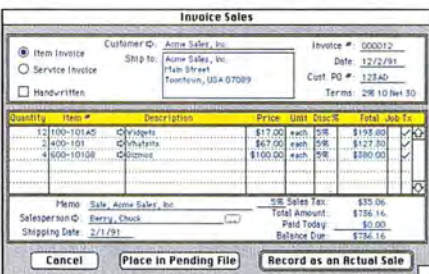 Invoice Sales
Item Invoice
Service Invoice
Handwritten
Customer: Acme Sales, Inc.
Ship to: Acme Sales, Inc.
Main Street
Toontown, USA 07089
Invoice #: 000012
Date: 12/2/91
Cust. PO #: 123AD
Terms: 2% 10 Net 30
Quantity Item # Description Price Unit Disc% Total Job Tx
12 100-101AS Widgets $17.00 each 5% $193.80
2 400-101 Whatnits $67.00 each 5% $127.30
4 600-1010B Gizmos $100.00 each 5% $380.00
Memo Sale, Acme Sales, Inc.
Salesperson Berry, Chuck
Shipping Date: 2/1/91
5% Sales Tax: $35.06
Total Amount: $736.16
Paid Today: $0.00
Balance Due: $736.16
Cancel
Place in Pending File
Record as an Actual Sale